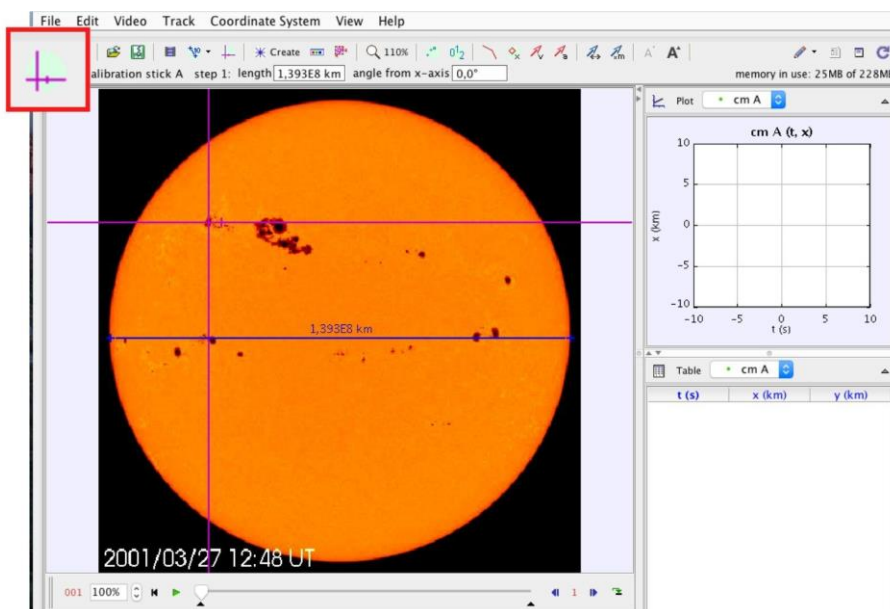 File Edit Video Track Coordinate System View Help
Create 110%
alibration stick A step 1: length 1,393E8 km angle from x-axis 0,0° memory in use: 25MB of 228MB
Plot cm A
cm A (t, x)
10
5
0
-5
-10
x (km)
-10 -5 0 5 10
t (s)
1,393E8 km
Table cm A
t (s) x (km) y (km)
2001/03/27 12:48 UT
001 100% 1